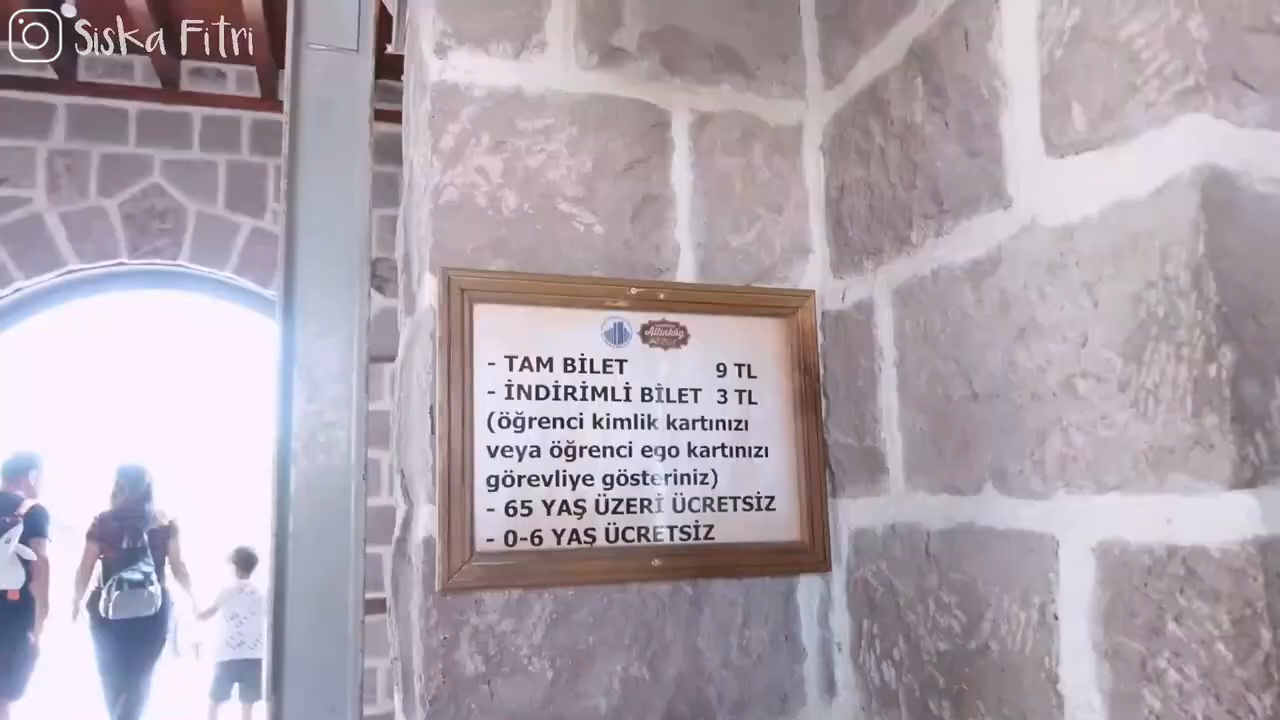 Siska Fitri
Altınköy
- TAM BİLET 9 TL
- İNDİRİMLİ BİLET 3 TL
(öğrenci kimlik kartınızı
veya öğrenci ego kartınızı
görevliye gösteriniz)
- 65 YAŞ ÜZERİ ÜCRETSİZ
- 0-6 YAŞ ÜCRETSİZ